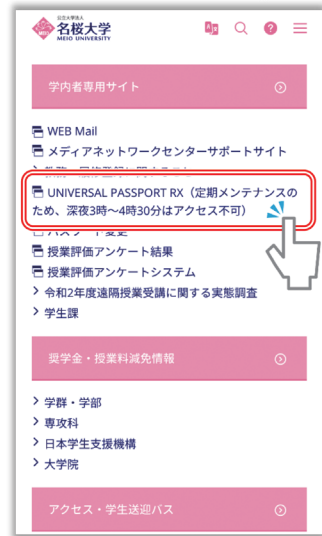 公立大学法人
名桜大学
MEIO UNIVERSITY
学内者専用サイト
WEB Mail
メディアネットワークセンターサポートサイト
UNIVERSAL PASSPORT RX（定期メンテナンスの
ため、深夜3時～4時30分はアクセス不可）
パスワード変更
授業評価アンケート結果
授業評価アンケートシステム
令和2年度遠隔授業受講に関する実態調査
学生課
奨学金・授業料減免情報
学群・学部
専攻科
日本学生支援機構
大学院
アクセス・学生送迎バス